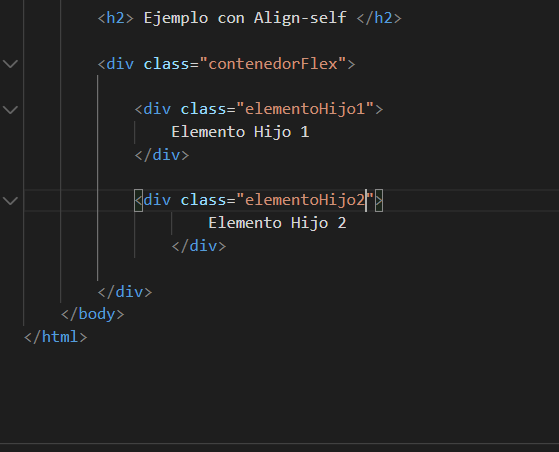 <h2> Ejemplo con Align-self </h2>
<div class="contenedorFlex">
<div class="elementoHijo1">
Elemento Hijo 1
</div>
<div class="elementoHijo2">
Elemento Hijo 2
</div>
</div>
</body>
</html>